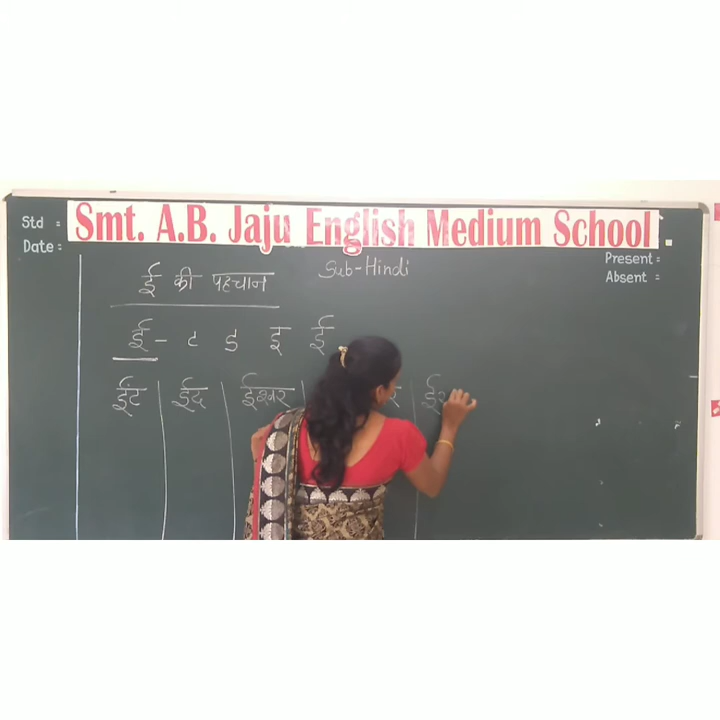 Smt. A.B. Jaju English Medium School
Std =
Date =
Present =
Absent =
Sub-Hindi
ई की पहचान
ई - ट ड इ ई
ईंट ईद ईश्वर